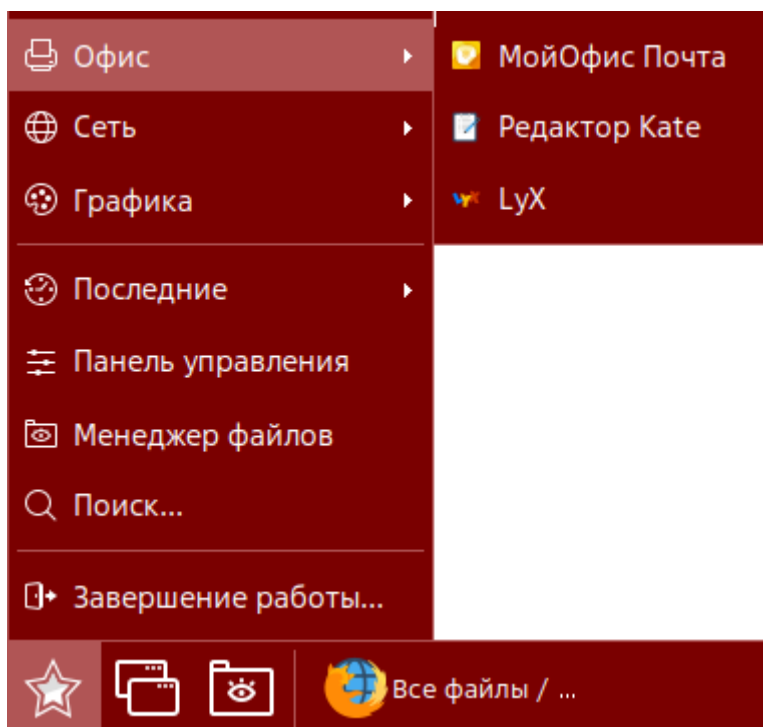 Офис
Сеть
Графика
Последние
Панель управления
Менеджер файлов
Поиск...
Завершение работы...
МойОфис Почта
Редактор Kate
LyX
Все файлы / ...